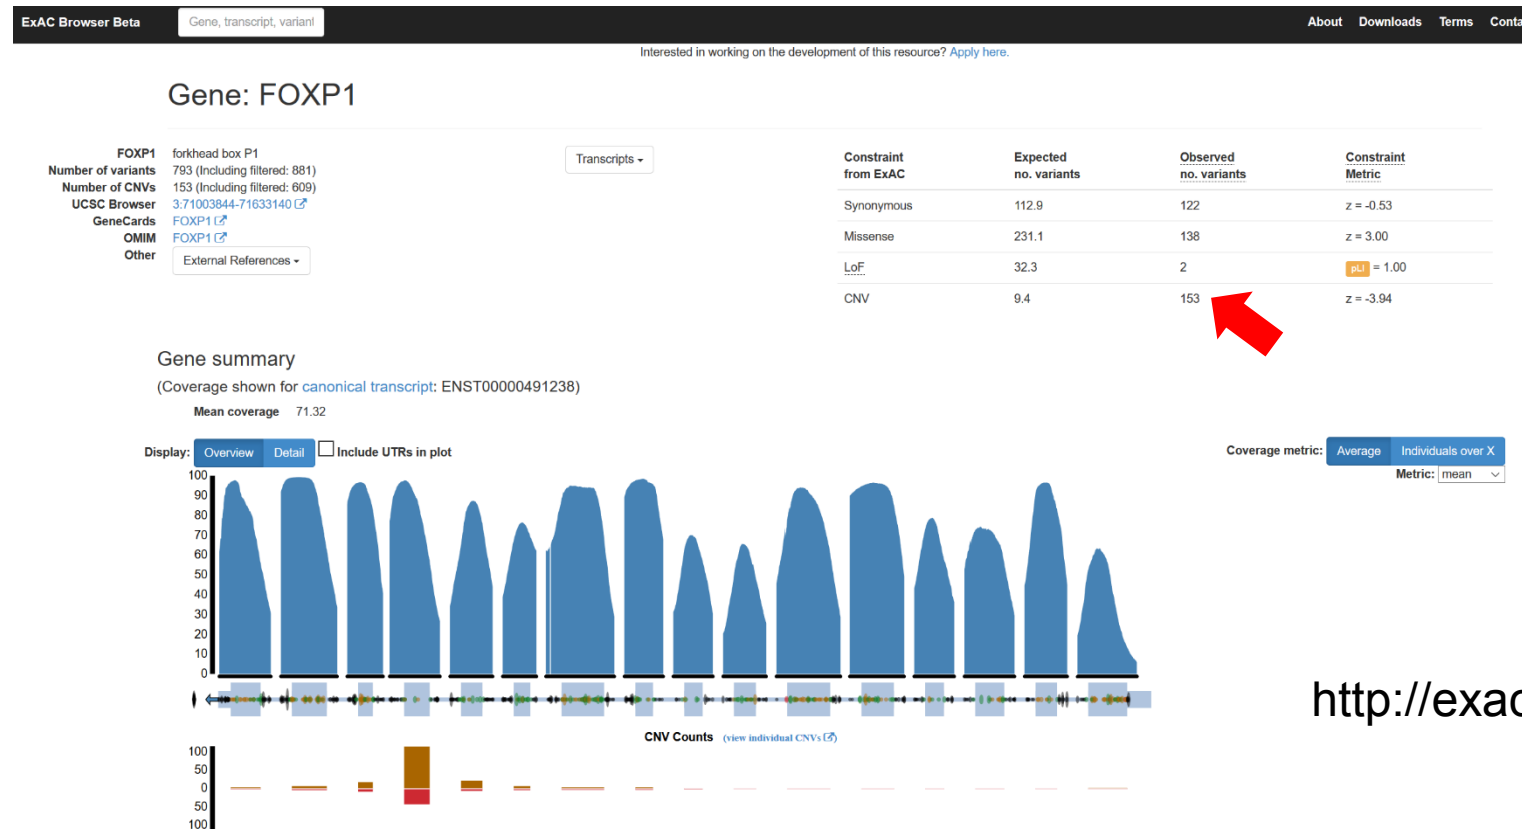 ExAC Browser Beta
Gene, transcript, variant
About Downloads Terms Conta
Interested in working on the development of this resource? Apply here.
Gene: FOXP1
FOXP1 forkhead box P1
Number of variants 793 (Including filtered: 881)
Number of CNVs 153 (Including filtered: 609)
UCSC Browser 3:71003844-71633140
GeneCards FOXP1
OMIM FOXP1
Other External References
Transcripts
Constraint from ExAC Expected no. variants Observed no. variants Constraint Metric
Synonymous 112.9 122 z = -0.53
Missense 231.1 138 z = 3.00
LoF 32.3 2 pLI = 1.00
CNV 9.4 153 z = -3.94
Gene summary
(Coverage shown for canonical transcript: ENST00000491238)
Mean coverage 71.32
Display: Overview Detail Include UTRs in plot
Coverage metric: Average Individuals over X
Metric: mean
100
90
80
70
60
50
40
30
20
10
0
http://exac
CNV Counts (view individual CNVs)
100
50
0
50
100